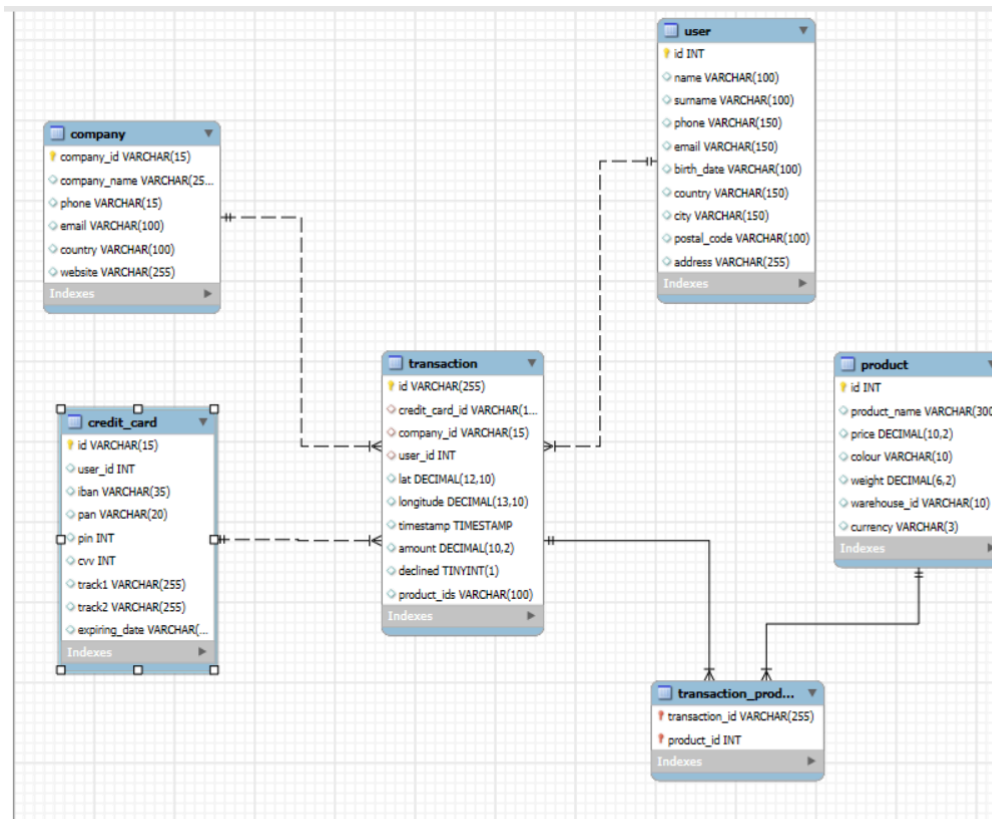 user
id INT
name VARCHAR(100)
surname VARCHAR(100)
phone VARCHAR(150)
email VARCHAR(150)
birth_date VARCHAR(100)
country VARCHAR(150)
city VARCHAR(150)
postal_code VARCHAR(100)
address VARCHAR(255)
Indexes
company
company_id VARCHAR(15)
company_name VARCHAR(25...
phone VARCHAR(15)
email VARCHAR(100)
country VARCHAR(100)
website VARCHAR(255)
Indexes
transaction
id VARCHAR(255)
credit_card_id VARCHAR(1...
company_id VARCHAR(15)
user_id INT
lat DECIMAL(12,10)
longitude DECIMAL(13,10)
timestamp TIMESTAMP
amount DECIMAL(10,2)
declined TINYINT(1)
product_ids VARCHAR(100)
Indexes
product
id INT
product_name VARCHAR(300
price DECIMAL(10,2)
colour VARCHAR(10)
weight DECIMAL(6,2)
warehouse_id VARCHAR(10)
currency VARCHAR(3)
Indexes
credit_card
id VARCHAR(15)
user_id INT
iban VARCHAR(35)
pan VARCHAR(20)
pin INT
cvv INT
track1 VARCHAR(255)
track2 VARCHAR(255)
expiring_date VARCHAR(...
Indexes
transaction_prod...
transaction_id VARCHAR(255)
product_id INT
Indexes